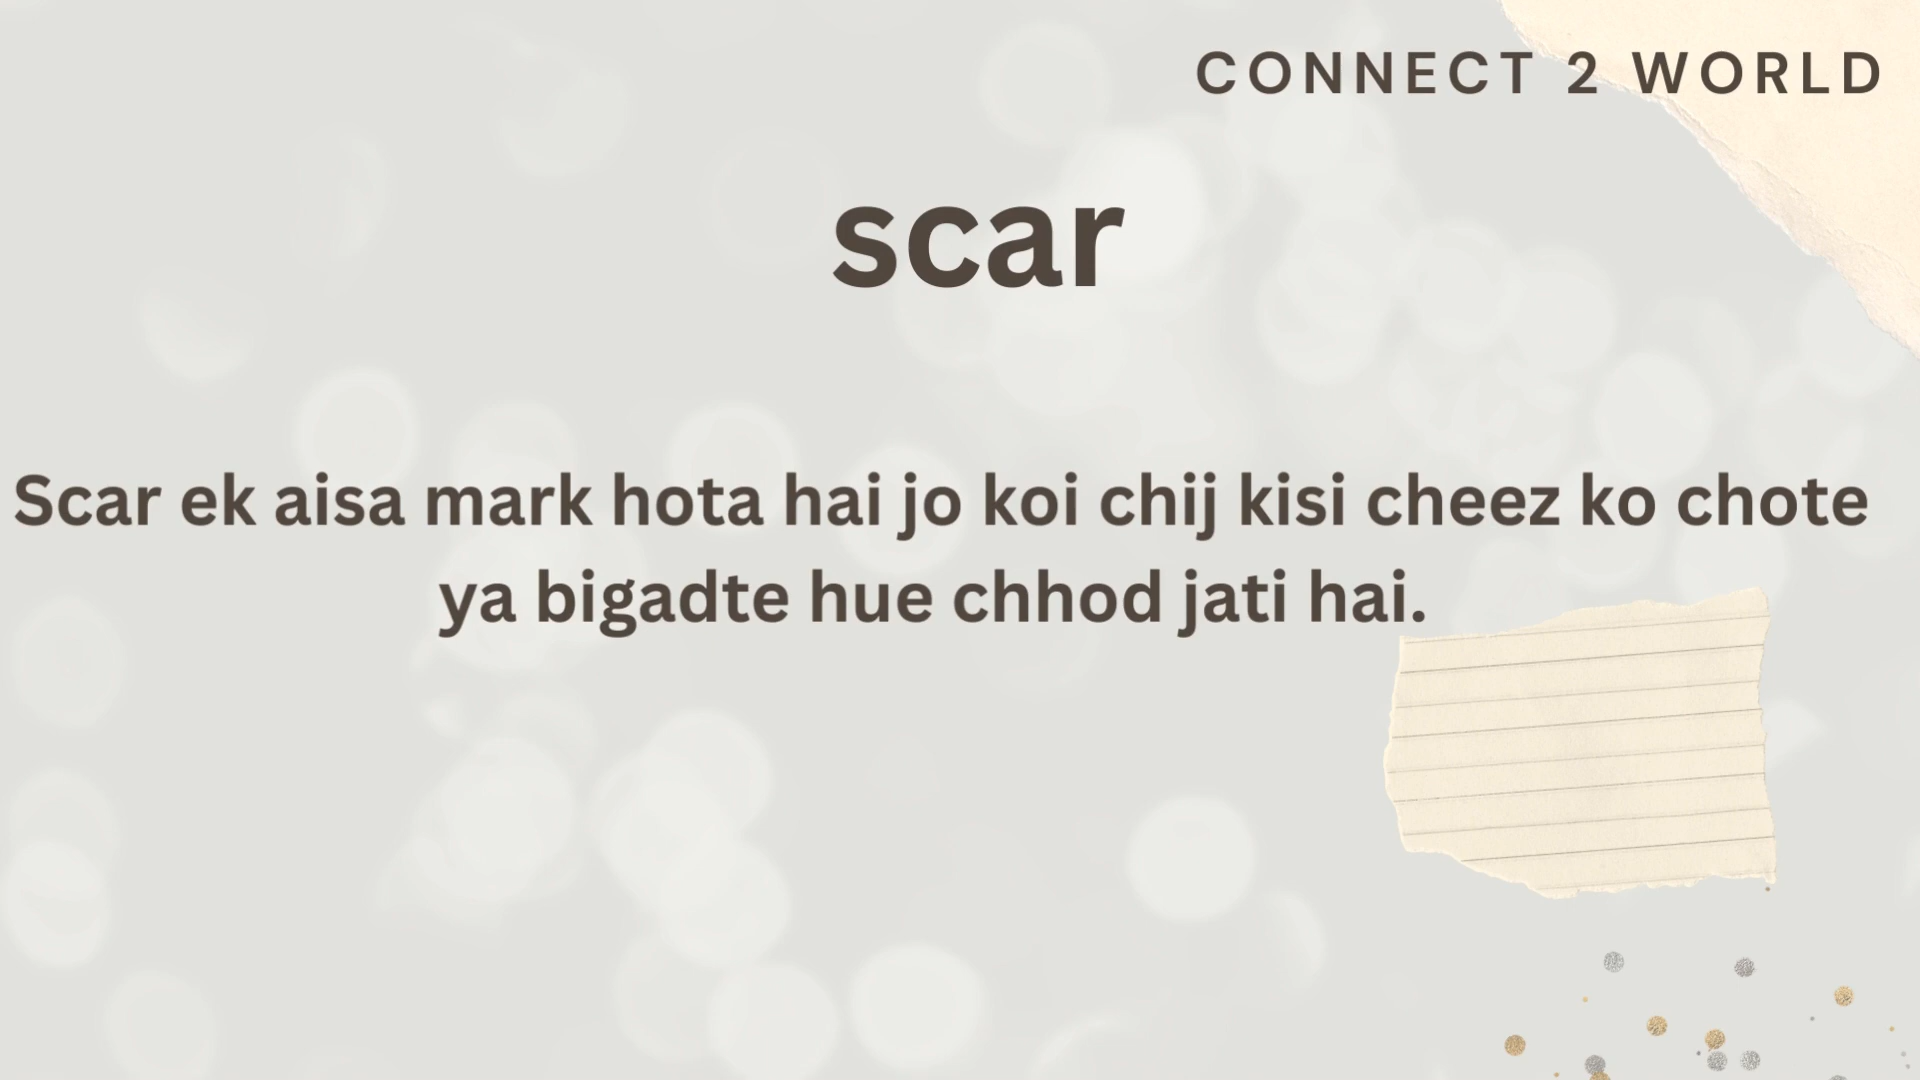 CONNECT 2 WORLD
scar
Scar ek aisa mark hota hai jo koi chij kisi cheez ko chote
ya bigadte hue chhod jati hai.